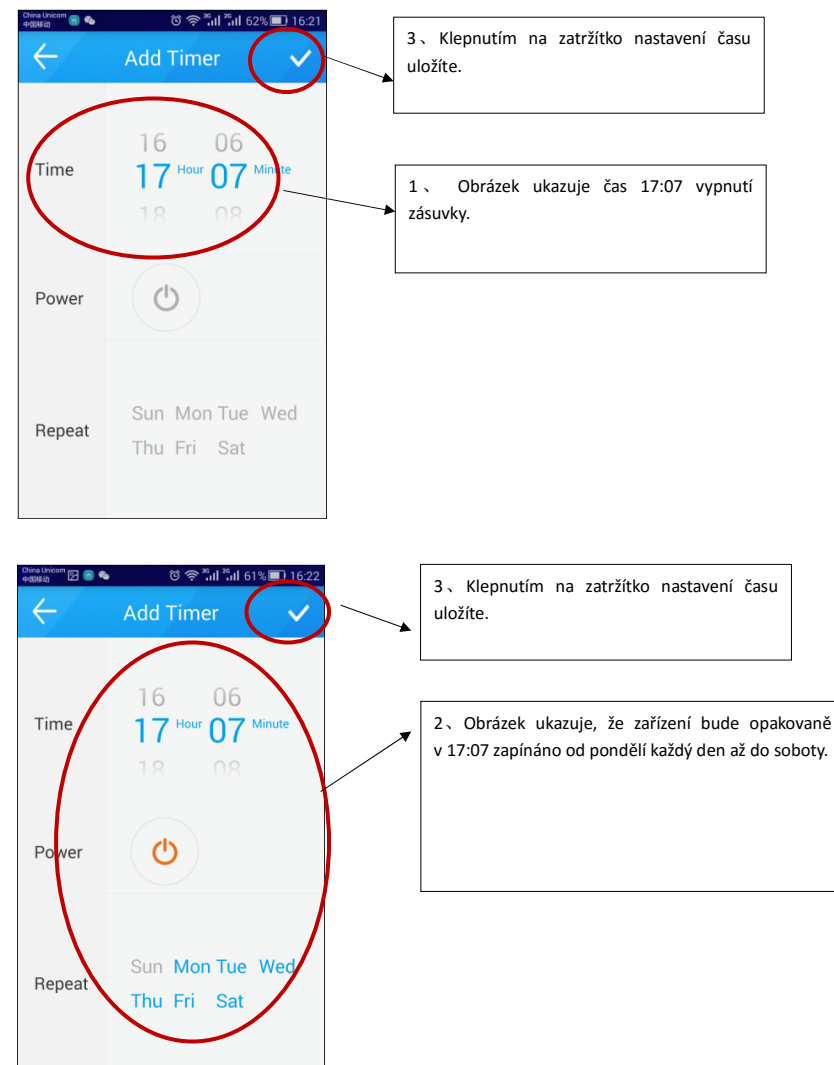 China Unicom
中国移动
3G 2G 62% 16:21
Add Timer
16 06
Time
17 Hour 07 Minute
18 08
Power
Repeat
Sun Mon Tue Wed
Thu Fri Sat
3、Klepnutím na zatržítko nastavení času
uložíte.
1、 Obrázek ukazuje čas 17:07 vypnutí
zásuvky.
China Unicom
中国移动
3G 2G 61% 16:22
Add Timer
16 06
Time
17 Hour 07 Minute
18 08
Power
Repeat
Sun Mon Tue Wed
Thu Fri Sat
3、Klepnutím na zatržítko nastavení času
uložíte.
2、Obrázek ukazuje, že zařízení bude opakovaně
v 17:07 zapínáno od pondělí každý den až do soboty.